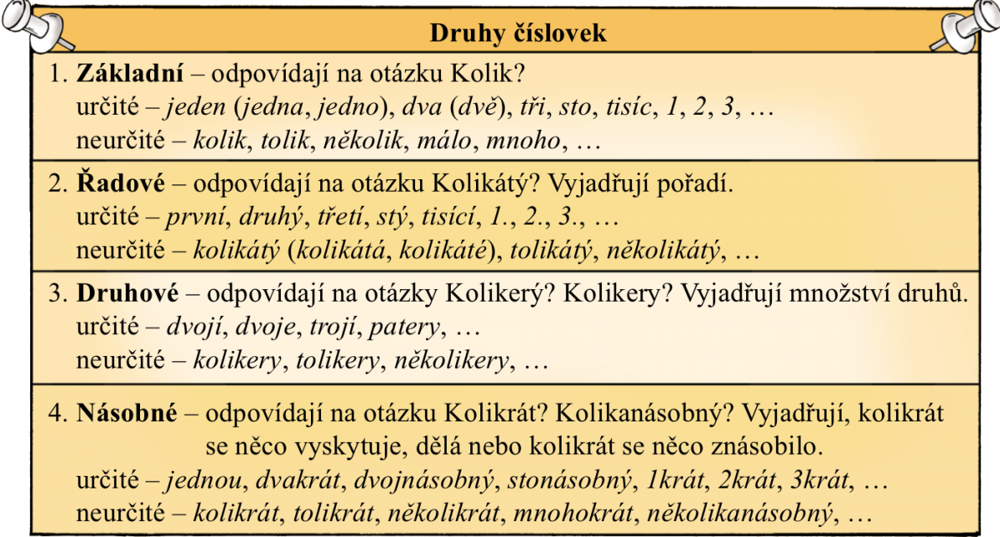 Druhy číslovek
1. Základní – odpovídají na otázku Kolik?
určité – jeden (jedna, jedno), dva (dvě), tři, sto, tisíc, 1, 2, 3, …
neurčité – kolik, tolik, několik, málo, mnoho, …
2. Řadové – odpovídají na otázku Kolikátý? Vyjadřují pořadí.
určité – první, druhý, třetí, stý, tisící, 1., 2., 3., …
neurčité – kolikátý (kolikátá, kolikáté), tolikátý, několikátý, …
3. Druhové – odpovídají na otázky Kolikerý? Kolikery? Vyjadřují množství druhů.
určité – dvojí, dvoje, trojí, patery, …
neurčité – kolikery, tolikery, několikery, …
4. Násobné – odpovídají na otázku Kolikrát? Kolikanásobný? Vyjadřují, kolikrát
se něco vyskytuje, dělá nebo kolikrát se něco znásobilo.
určité – jednou, dvakrát, dvojnásobný, stonásobný, 1krát, 2krát, 3krát, …
neurčité – kolikrát, tolikrát, několikrát, mnohokrát, několikanásobný, …